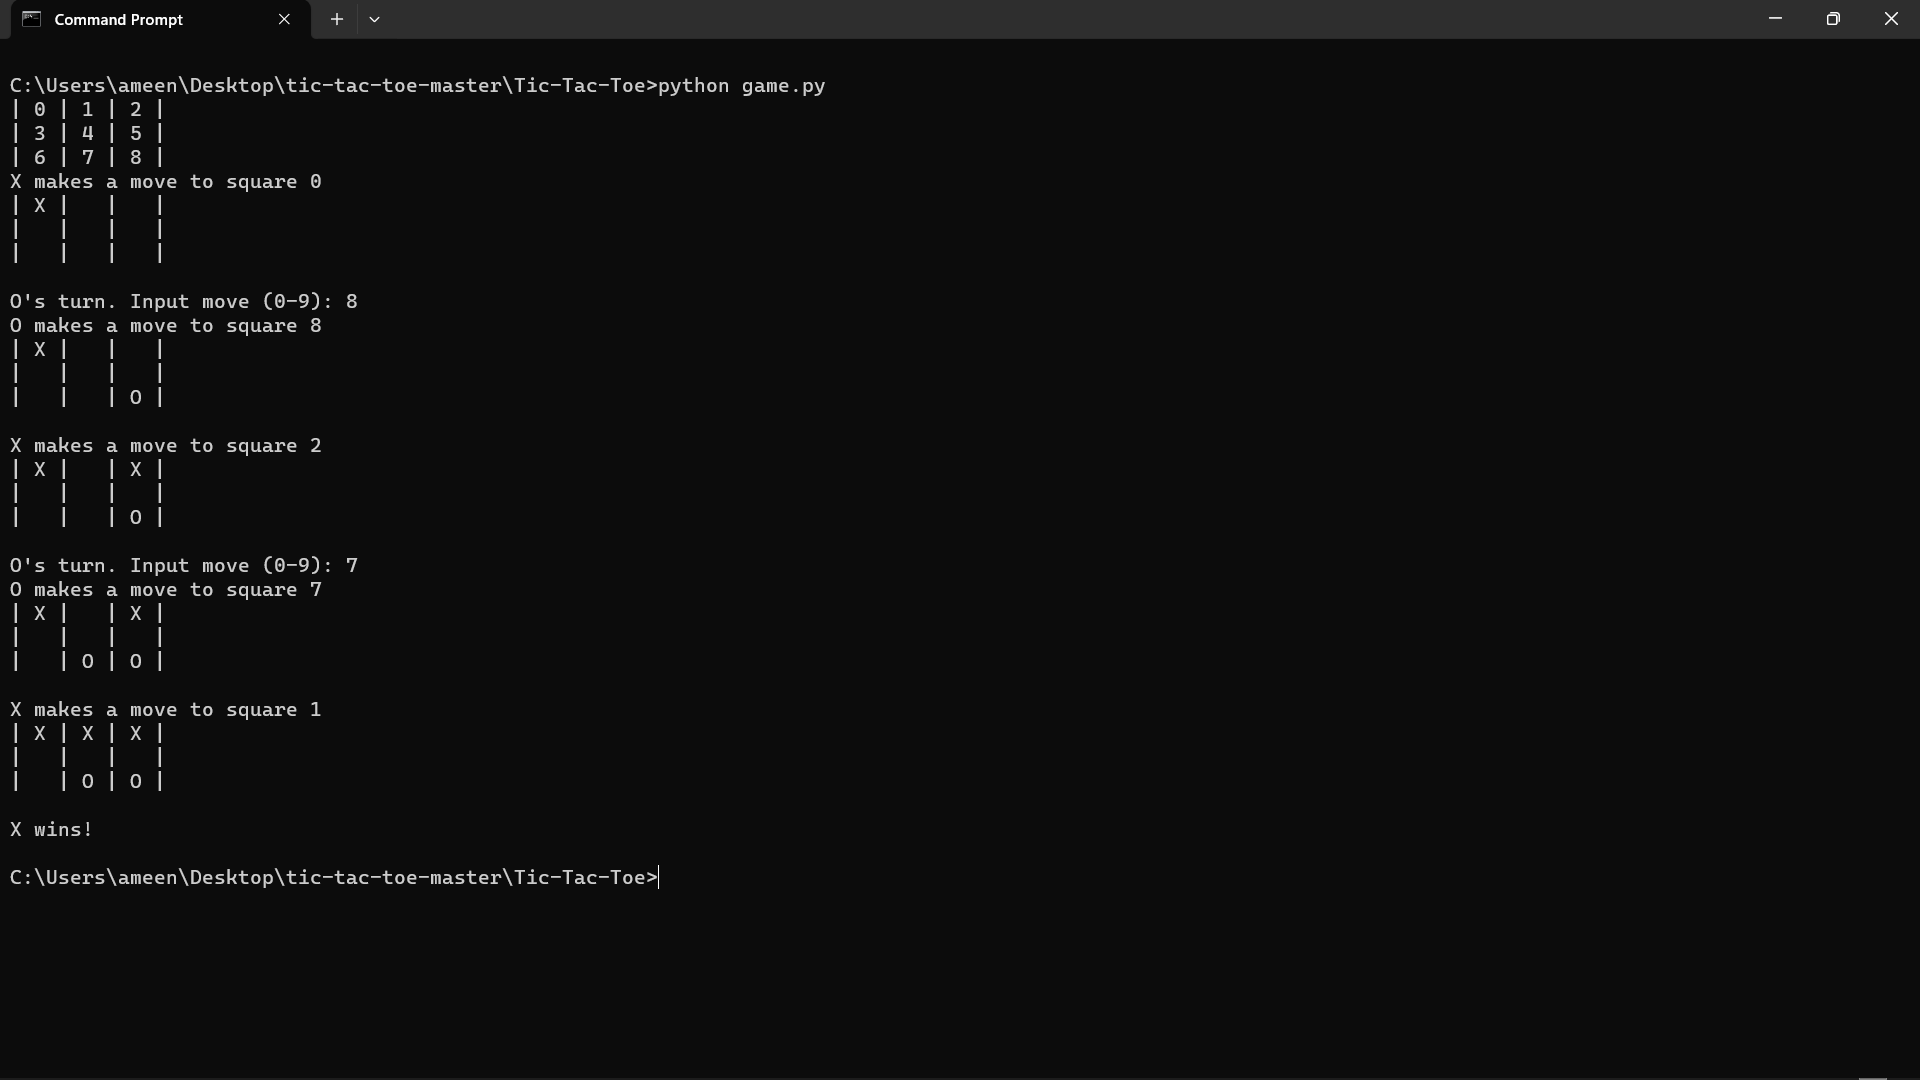 Command Prompt
C:\Users\ameen\Desktop\tic-tac-toe-master\Tic-Tac-Toe>python game.py
| 0 | 1 | 2 |
| 3 | 4 | 5 |
| 6 | 7 | 8 |
X makes a move to square 0
| X |   |   |
|   |   |   |
|   |   |   |
O's turn. Input move (0-9): 8
O makes a move to square 8
| X |   |   |
|   |   |   |
|   |   | O |
X makes a move to square 2
| X |   | X |
|   |   |   |
|   |   | O |
O's turn. Input move (0-9): 7
O makes a move to square 7
| X |   | X |
|   |   |   |
|   | O | O |
X makes a move to square 1
| X | X | X |
|   |   |   |
|   | O | O |
X wins!
C:\Users\ameen\Desktop\tic-tac-toe-master\Tic-Tac-Toe>